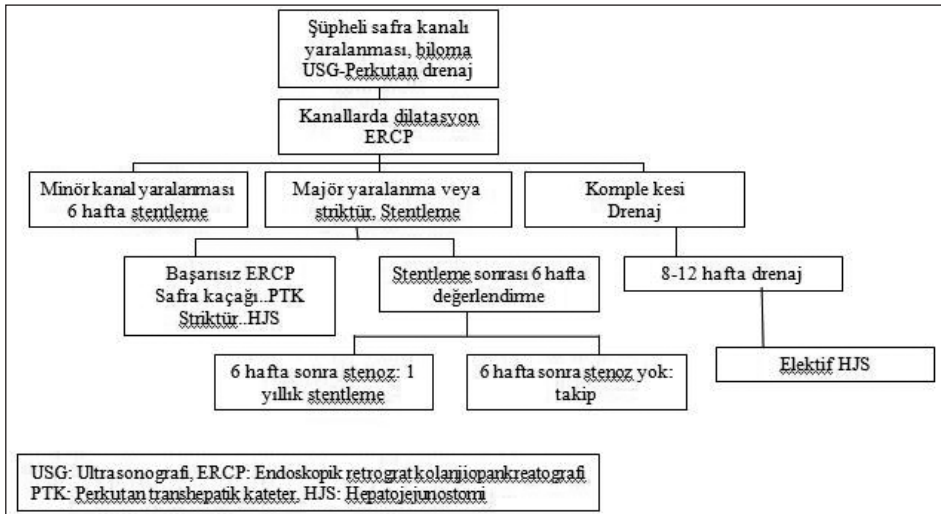 Şüpheli safra kanalı
yaralanması, biloma
USG-Perkutan drenaj
Kanallarda dilatasyon
ERCP
Minör kanal yaralanması
6 hafta stentleme
Majör yaralanma veya
striktür, Stentleme
Komple kesi
Drenaj
Başarısız ERCP
Safra kaçağı..PTK
Striktür..HJS
Stentleme sonrası 6 hafta
değerlendirme
8-12 hafta drenaj
6 hafta sonra stenoz: 1
yıllık stentleme
6 hafta sonra stenoz yok:
takip
Elektif HJS
USG: Ultrasonografi, ERCP: Endoskopik retrograt kolanjiopankreatografi
PTK: Perkutan transhepatik kateter, HJS: Hepatojejunostomi